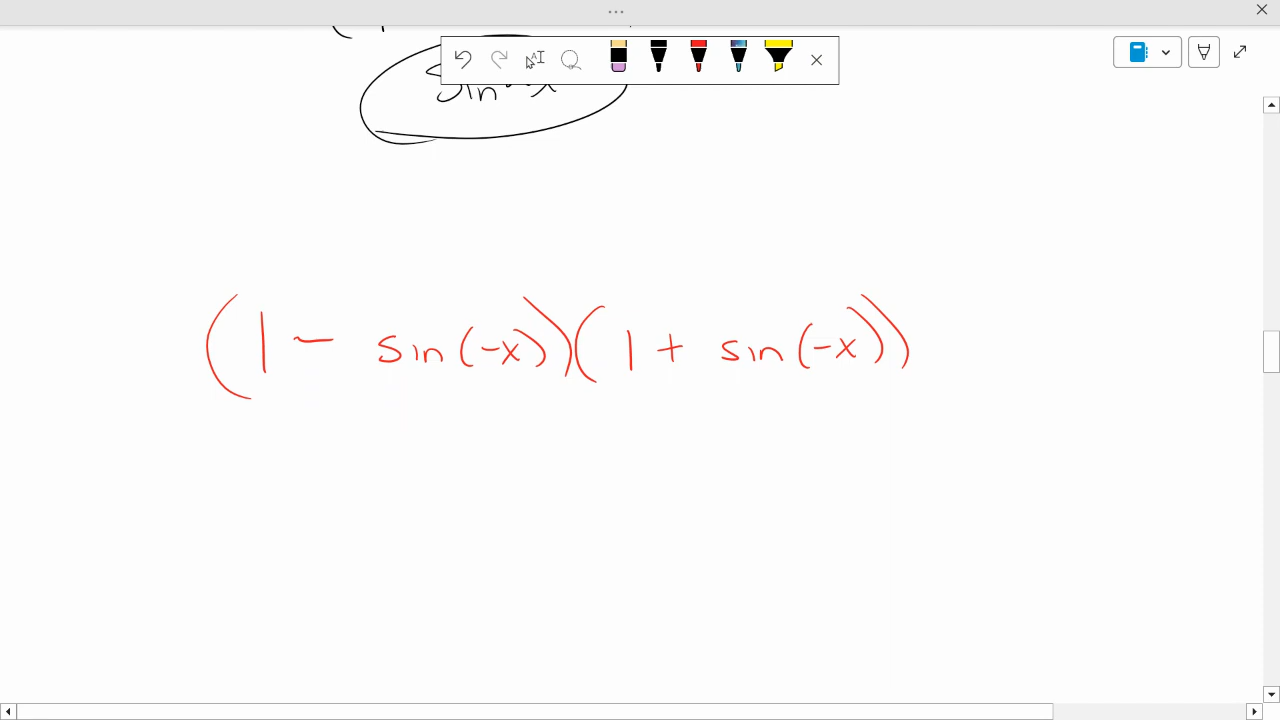 (1 - sin(-x))(1 + sin(-x))